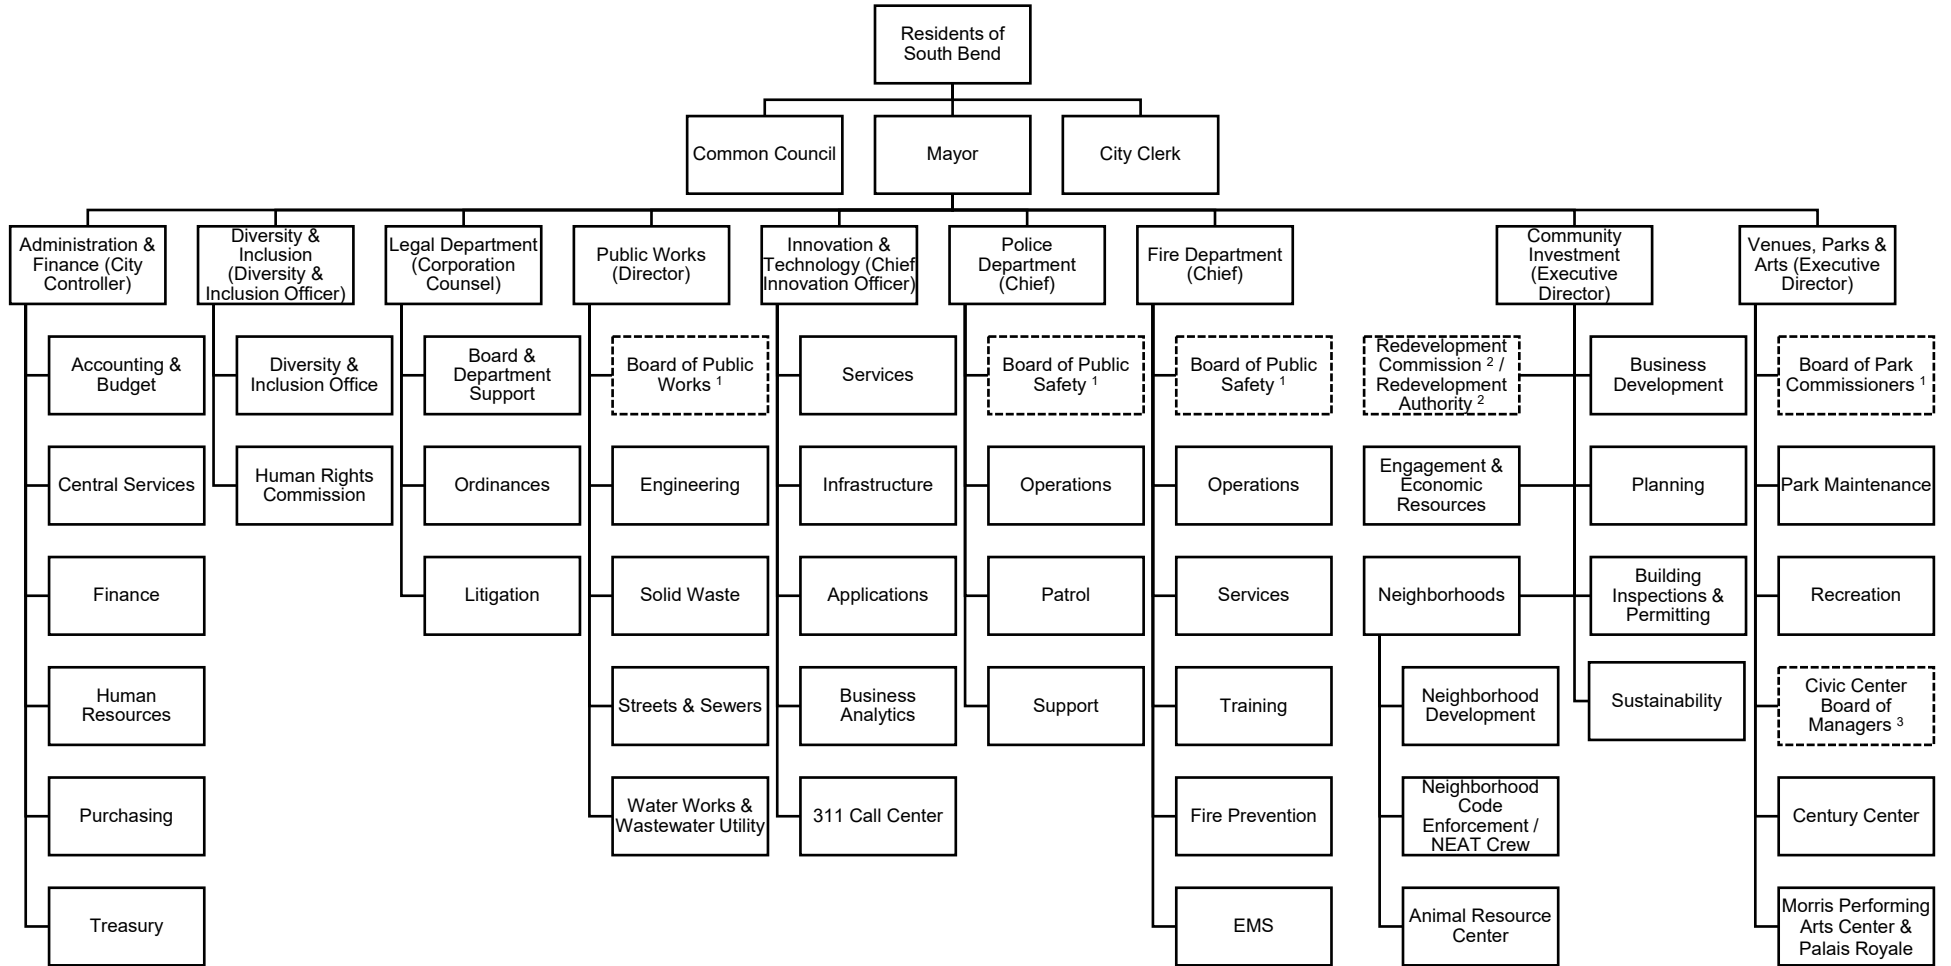 Residents of
South Bend
Common Council
Mayor
City Clerk
Administration &
Finance (City
Controller)
Diversity &
Inclusion
(Diversity &
Inclusion Officer)
Legal Department
(Corporation
Counsel)
Public Works
(Director)
Innovation &
Technology (Chief
Innovation Officer)
Police
Department
(Chief)
Fire Department
(Chief)
Community
Investment
(Executive
Director)
Venues, Parks &
Arts (Executive
Director)
Accounting &
Budget
Central Services
Finance
Human
Resources
Purchasing
Treasury
Diversity &
Inclusion Office
Human Rights
Commission
Board &
Department
Support
Ordinances
Litigation
Board of Public
Works ¹
Engineering
Solid Waste
Streets & Sewers
Water Works &
Wastewater Utility
Services
Infrastructure
Applications
Business
Analytics
311 Call Center
Board of Public
Safety ¹
Operations
Patrol
Support
Board of Public
Safety ¹
Operations
Services
Training
Fire Prevention
EMS
Redevelopment
Commission ² /
Redevelopment
Authority ²
Engagement &
Economic
Resources
Neighborhoods
Neighborhood
Development
Neighborhood
Code
Enforcement /
NEAT Crew
Animal Resource
Center
Business
Development
Planning
Building
Inspections &
Permitting
Sustainability
Board of Park
Commissioners ¹
Park Maintenance
Recreation
Civic Center
Board of
Managers ³
Century Center
Morris Performing
Arts Center &
Palais Royale